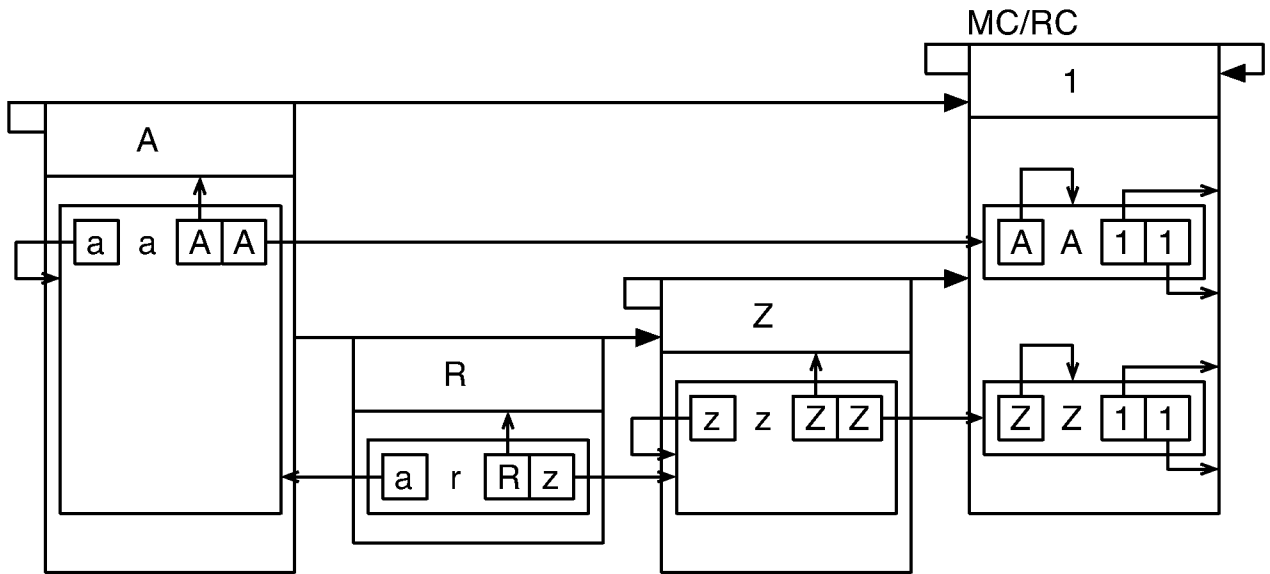 MC/RC
1
A
a a A A
A A 1 1
Z
R
z z Z Z
Z Z 1 1
a r R z